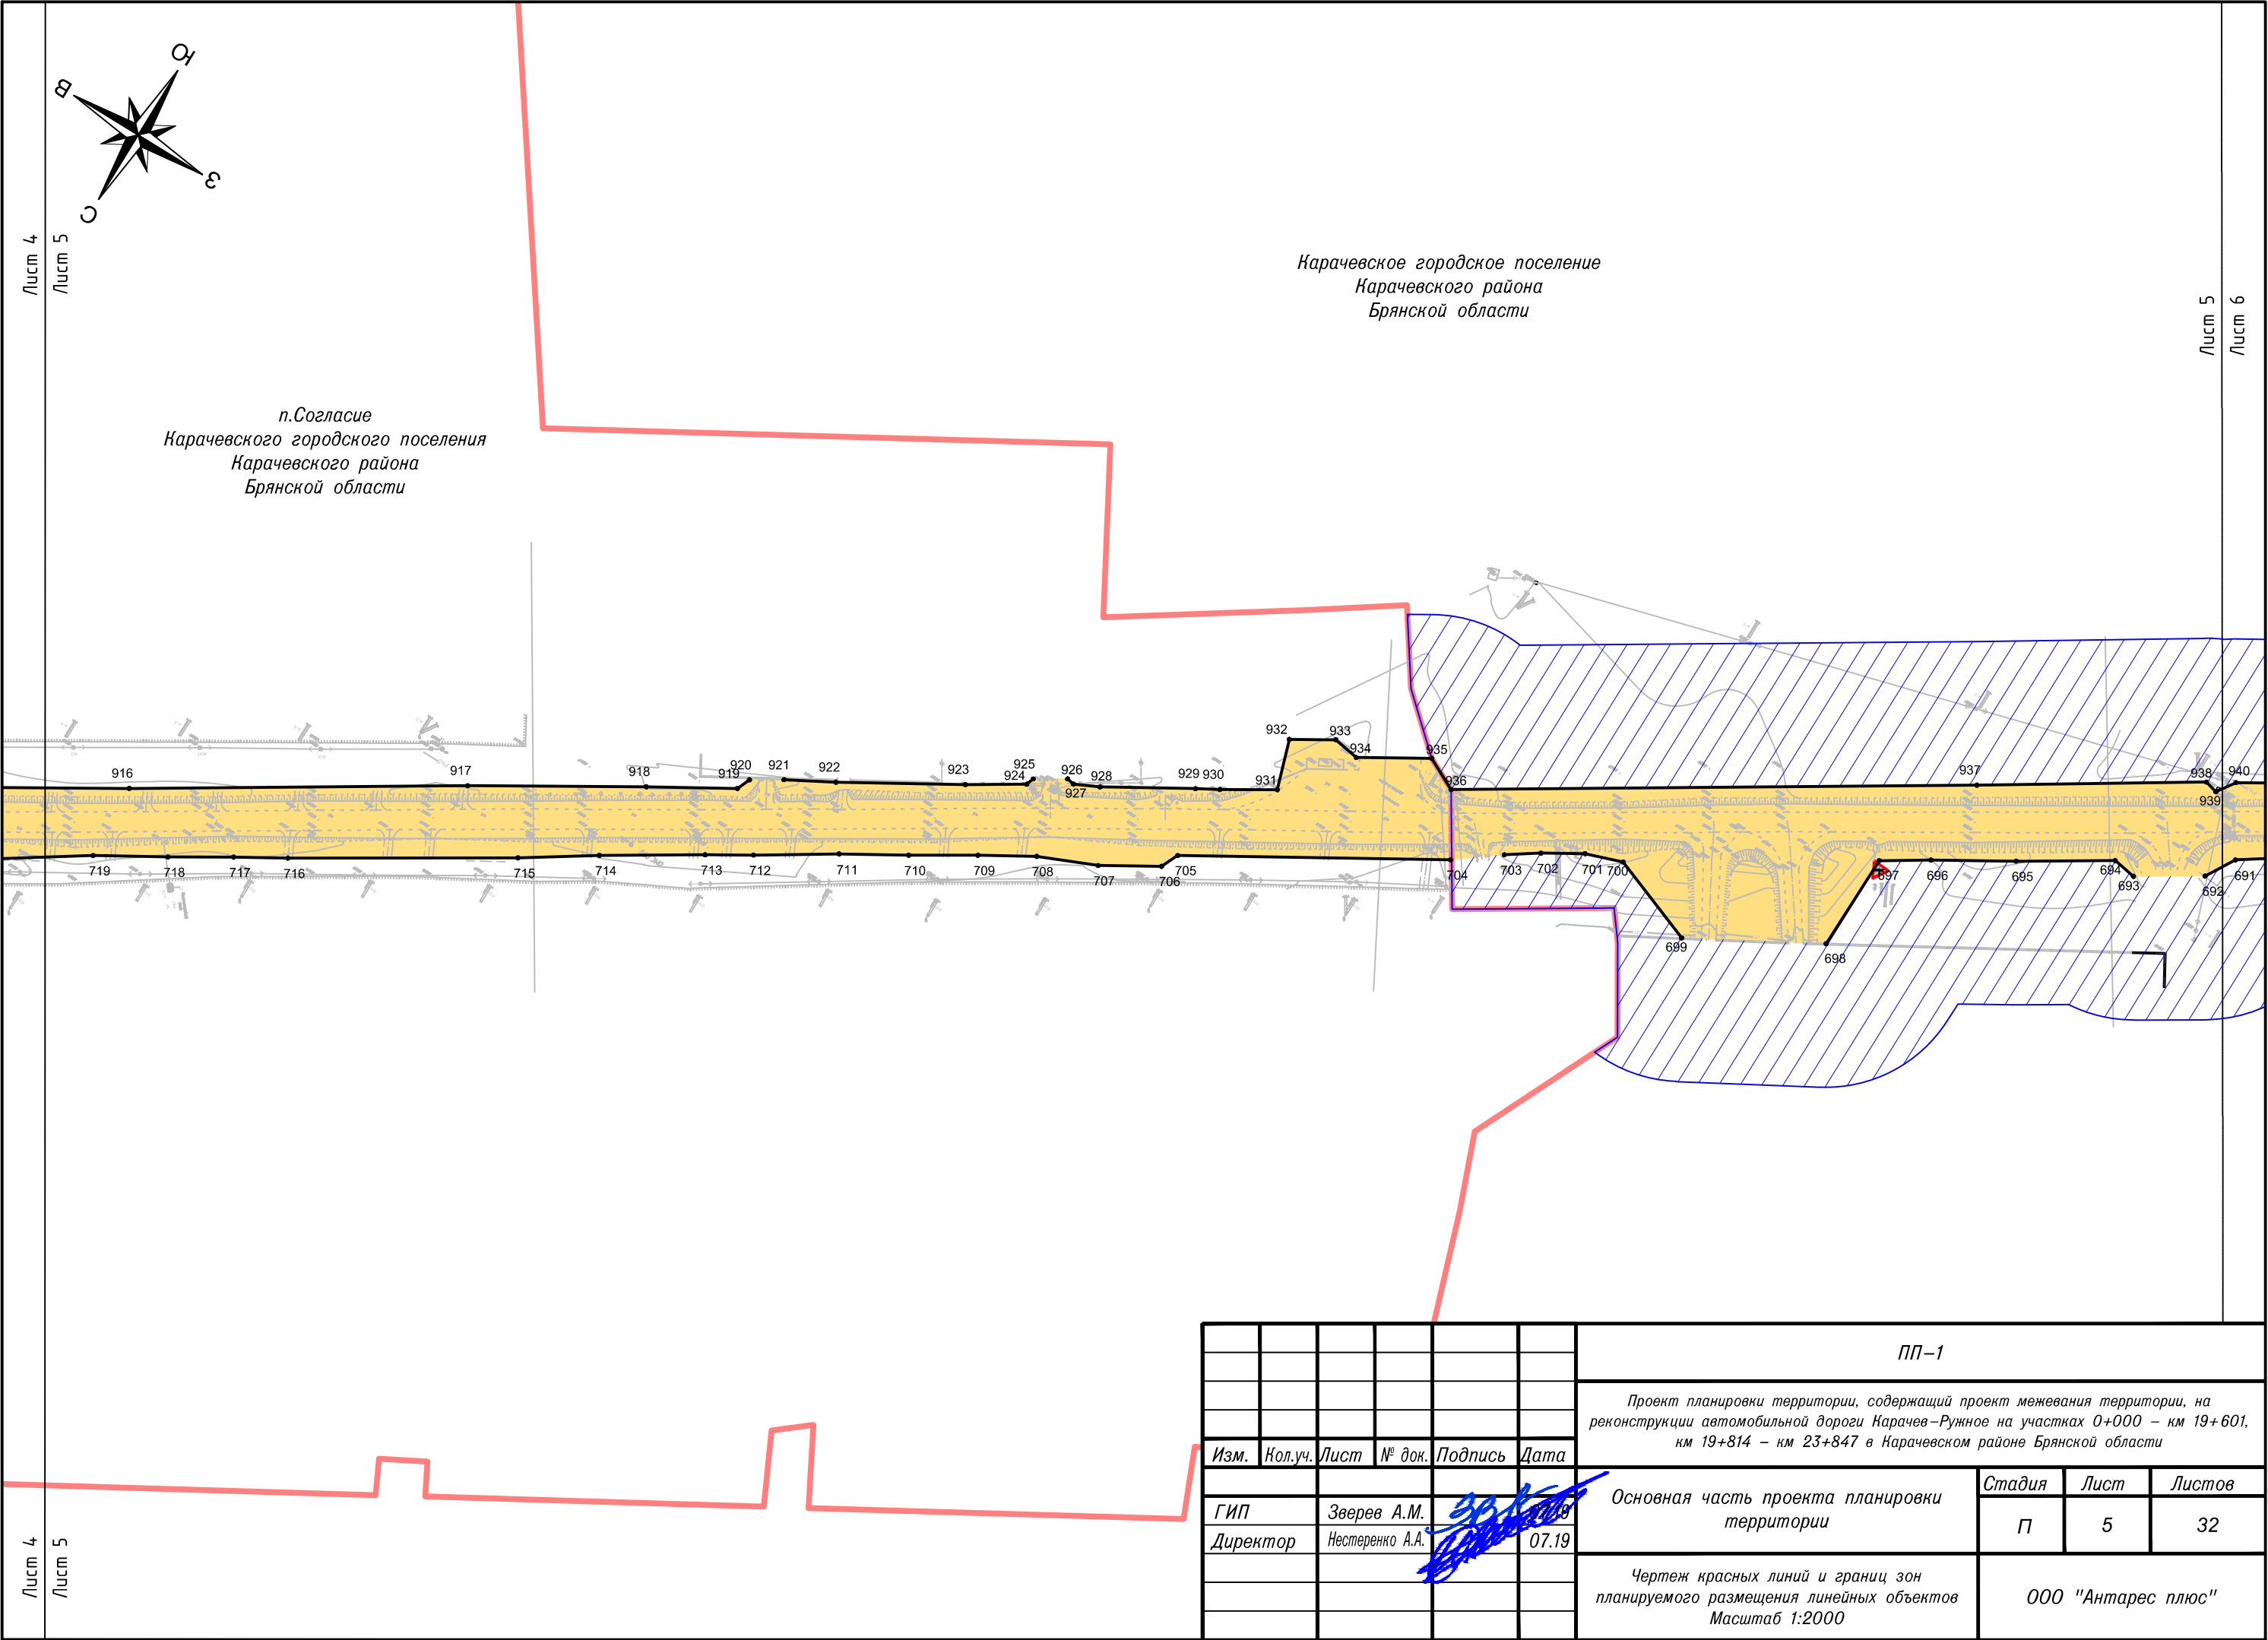 Ю
В
З
С
Лист 4
Лист 5
Лист 5
Лист 6
Карачевское городское поселение
Карачевского района
Брянской области
п.Согласие
Карачевского городского поселения
Карачевского района
Брянской области
916
917
918
919
920
921
922
923
924
925
926
927
928
929
930
931
932
933
934
935
936
937
938
939
940
719
718
717
716
715
714
713
712
711
710
709
708
707
706
705
704
703
702
701
700
699
698
697
696
695
694
693
692
691
Лист 4
Лист 5
ПП-1
Проект планировки территории, содержащий проект межевания территории, на
реконструкции автомобильной дороги Карачев-Ружное на участках 0+000 - км 19+601,
км 19+814 - км 23+847 в Карачевском районе Брянской области
Изм. Кол.уч. Лист № док. Подпись Дата
ГИП Зверев А.М. 07.19
Директор Нестеренко А.А. 07.19
Основная часть проекта планировки
территории
Стадия Лист Листов
П 5 32
Чертеж красных линий и границ зон
планируемого размещения линейных объектов
Масштаб 1:2000
ООО "Антарес плюс"